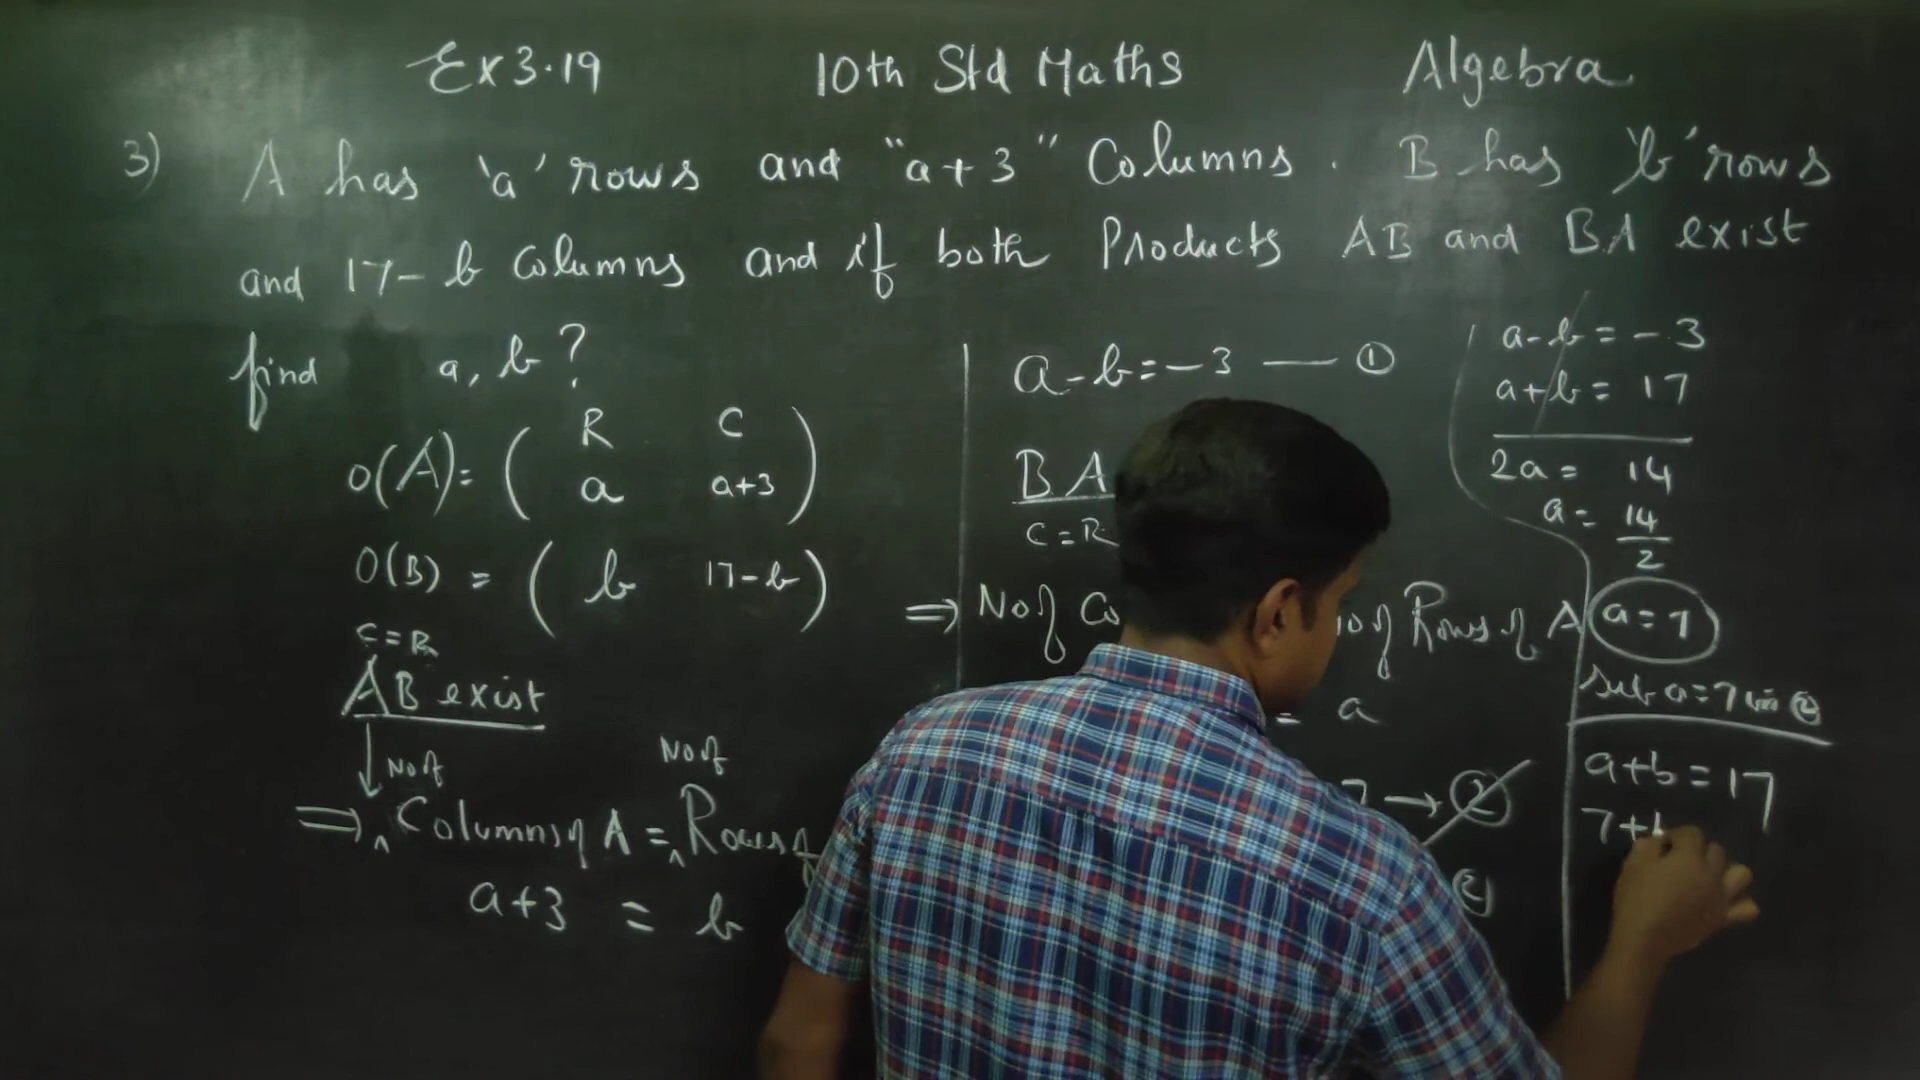 Ex 3.19 10th Std Maths Algebra
3) A has 'a' rows and "a+3" Columns. B has 'b' rows
and 17-b Columns and if both Products AB and BA exist
find a, b?
R C
O(A) = ( a a+3 )
O(B) = ( b 17-b )
C = R
AB exist
No of No of
⇒ Columns of A = Rows of
a+3 = b
a-b = -3 — ①
BA
C = R
⇒ No of Rows of A
= a
→ ②
②
a-b = -3
a+b = 17
2a = 14
a = 14
2
a = 7
Sub a=7 in ②
a+b = 17
7+b